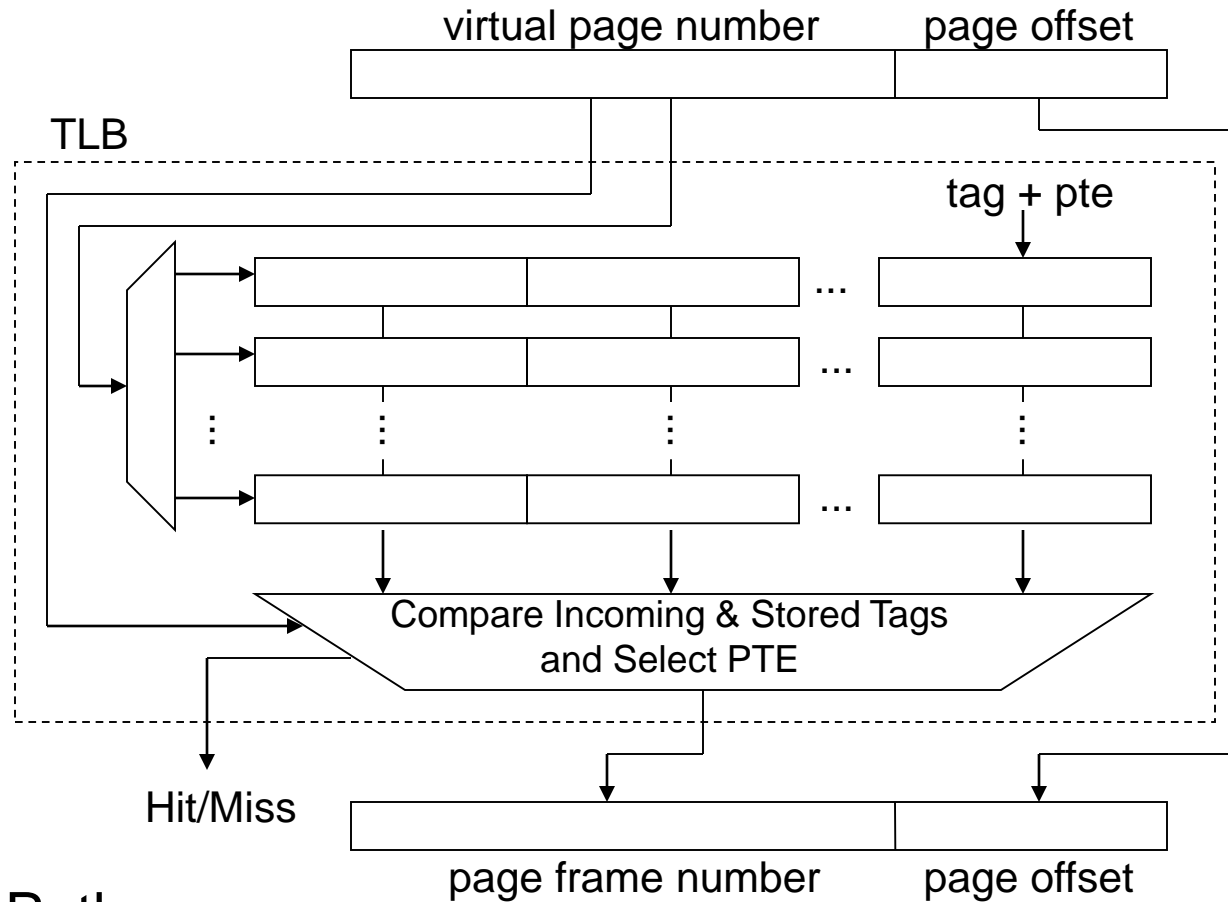 virtual page number page offset
TLB
tag + pte
...
...
... ... ... ...
...
Compare Incoming & Stored Tags
and Select PTE
Hit/Miss
page frame number page offset